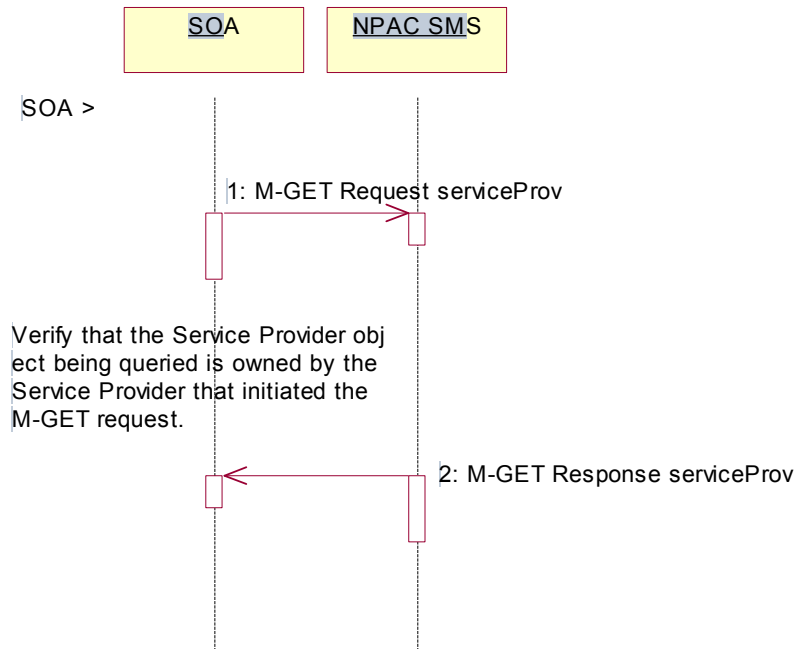 SOA
NPAC SMS
SOA >
1: M-GET Request serviceProv
Verify that the Service Provider obj
ect being queried is owned by the
Service Provider that initiated the
M-GET request.
2: M-GET Response serviceProv